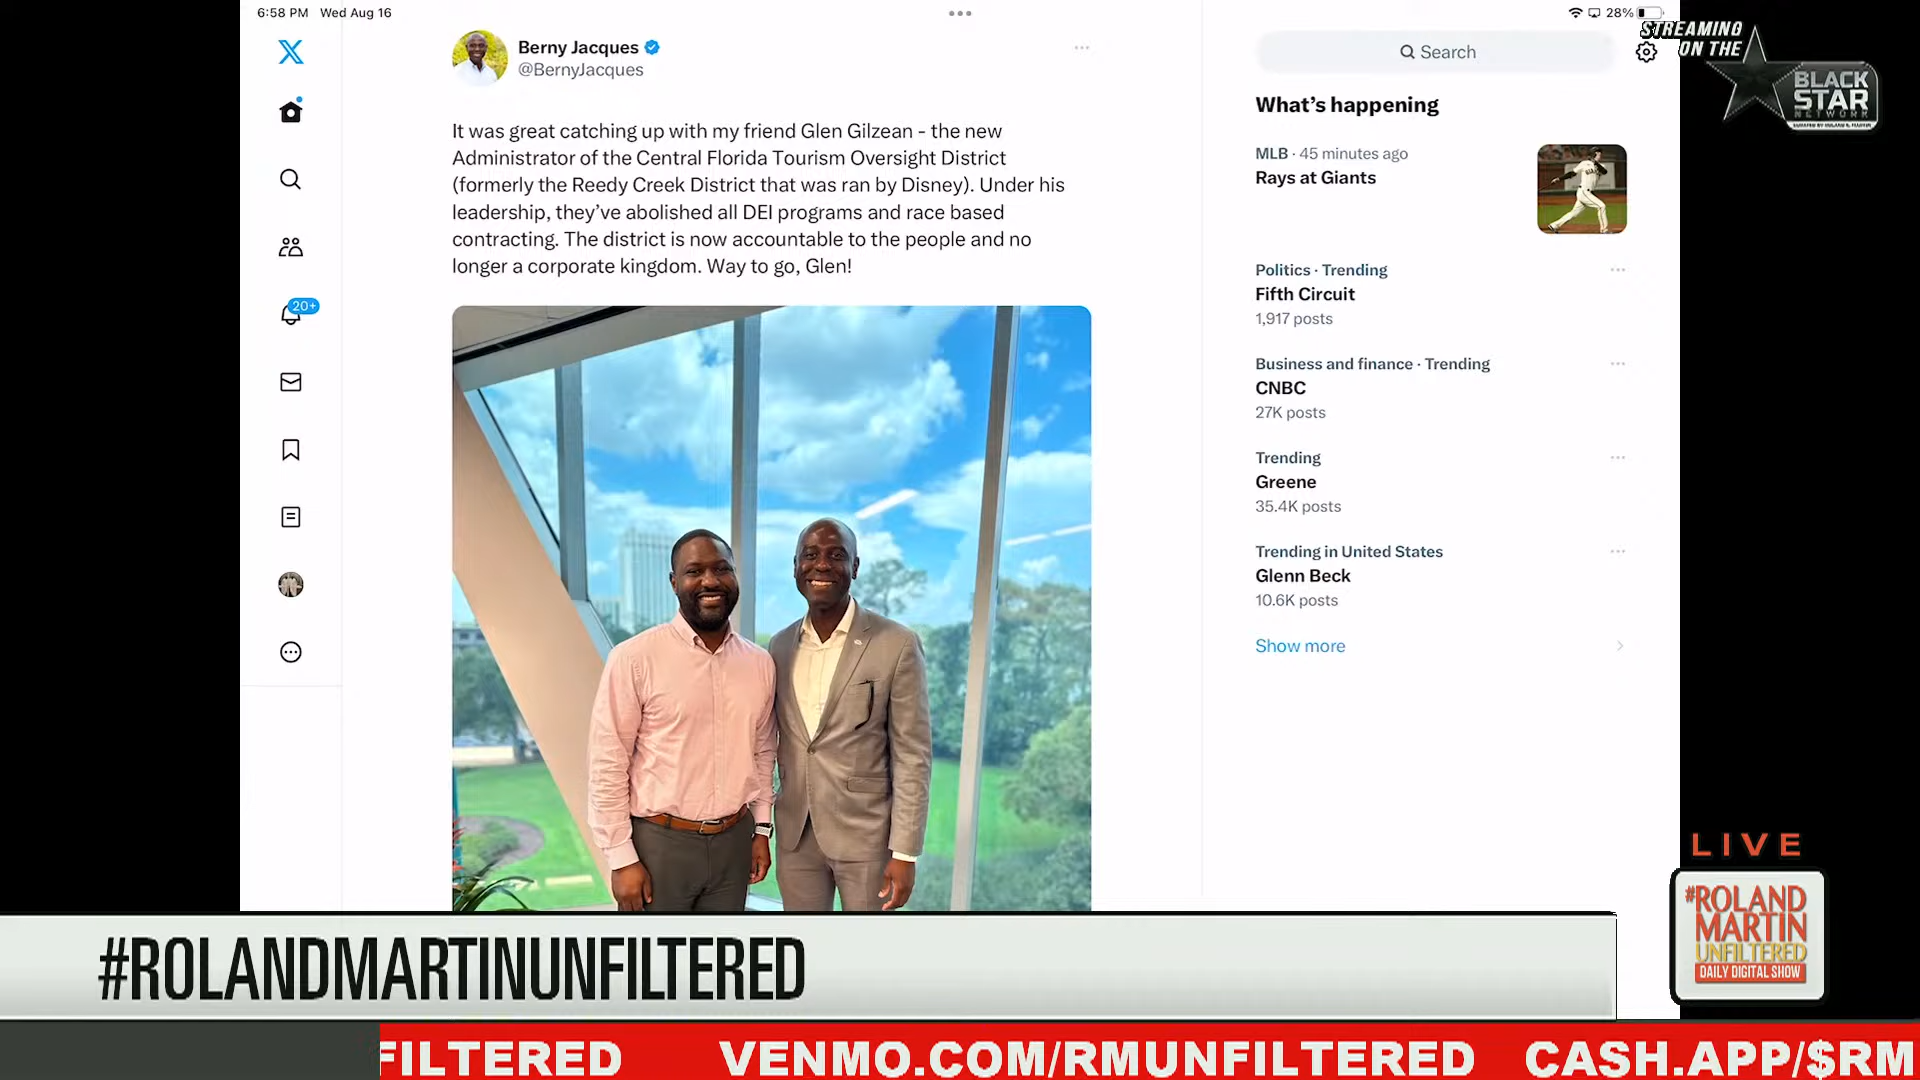 6:58 PM Wed Aug 16
28%
Berny Jacques
@BernyJacques
It was great catching up with my friend Glen Gilzean - the new
Administrator of the Central Florida Tourism Oversight District
(formerly the Reedy Creek District that was ran by Disney). Under his
leadership, they’ve abolished all DEI programs and race based
contracting. The district is now accountable to the people and no
longer a corporate kingdom. Way to go, Glen!
20+
Search
What’s happening
MLB · 45 minutes ago
Rays at Giants
Politics · Trending
Fifth Circuit
1,917 posts
Business and finance · Trending
CNBC
27K posts
Trending
Greene
35.4K posts
Trending in United States
Glenn Beck
10.6K posts
Show more
STREAMING
ON THE
BLACK
STAR
NETWORK
LIVE
#ROLAND
MARTIN
UNFILTERED
DAILY DIGITAL SHOW
#ROLANDMARTINUNFILTERED
FILTERED VENMO.COM/RMUNFILTERED CASH.APP/$RM